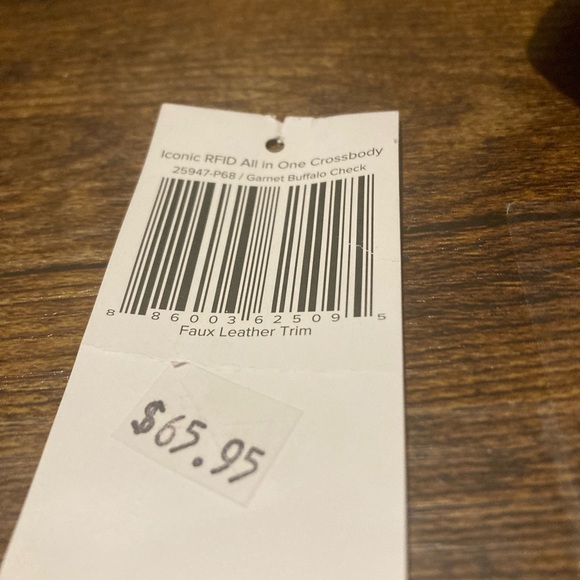 Iconic RFID All in One Crossbody
25947-P68 / Garnet Buffalo Check
8 86003 62509 5
Faux Leather Trim
$65.95